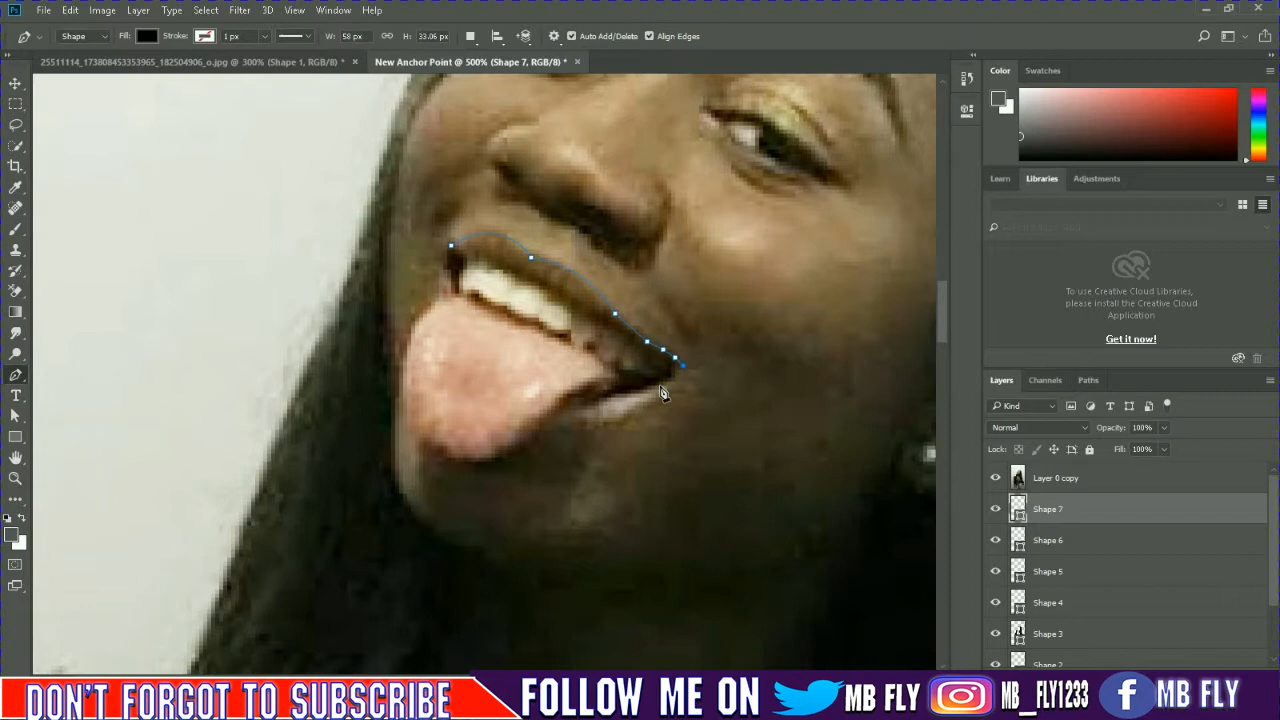 Ps File Edit Image Layer Type Select Filter 3D View Window Help
Shape Fill: Stroke: 1 px W: 58 px H: 33.06 px Auto Add/Delete Align Edges
25511114_173808453353965_182504906_o.jpg @ 300% (Shape 1, RGB/8) * × New Anchor Point @ 500% (Shape 7, RGB/8) * ×
Color Swatches
Learn Libraries Adjustments
To use Creative Cloud Libraries,
please install the Creative Cloud
Application
Get it now!
Layers Channels Paths
Kind
Normal Opacity: 100%
Lock: Fill: 100%
Layer 0 copy
Shape 7
Shape 6
Shape 5
Shape 4
Shape 3
Shape 2
DON'T FORGOT TO SUBSCRIBE FOLLOW ME ON MB FLY MB__FLY1233 MB FLY